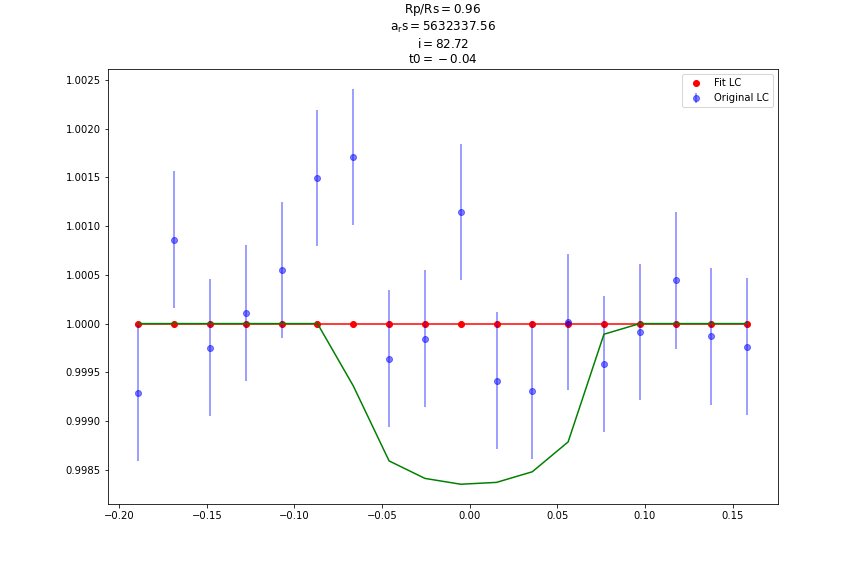 Rp/Rs = 0.96
aᵣs = 5632337.56
i = 82.72
t0 = −0.04
Fit LC
Original LC
1.0025
1.0020
1.0015
1.0010
1.0005
1.0000
0.9995
0.9990
0.9985
−0.20 −0.15 −0.10 −0.05 0.00 0.05 0.10 0.15